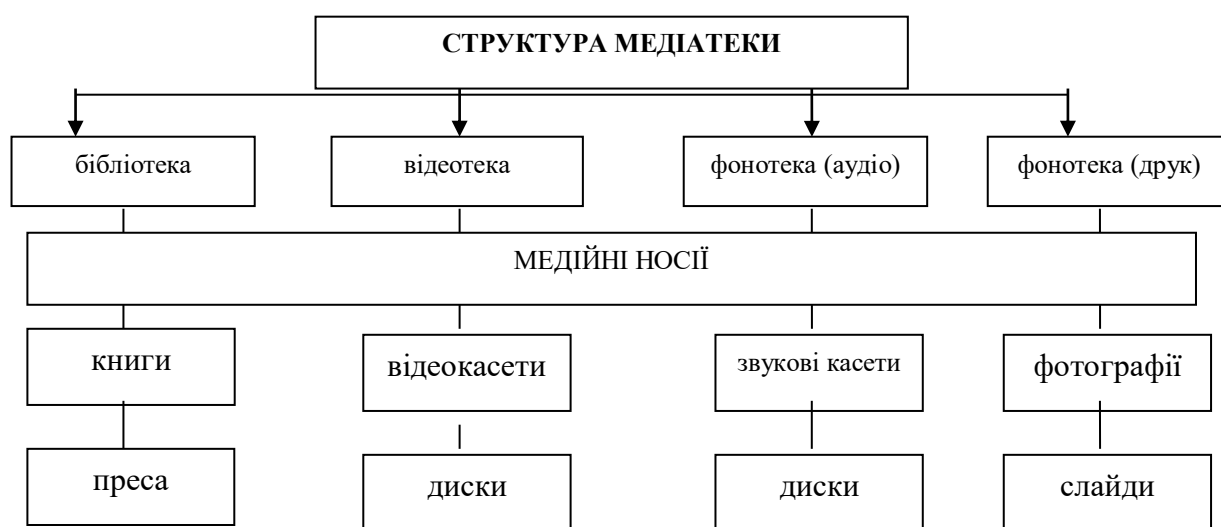 СТРУКТУРА МЕДІАТЕКИ
бібліотека
відеотека
фонотека (аудіо)
фонотека (друк)
МЕДІЙНІ НОСІЇ
книги
відеокасети
звукові касети
фотографії
преса
диски
диски
слайди